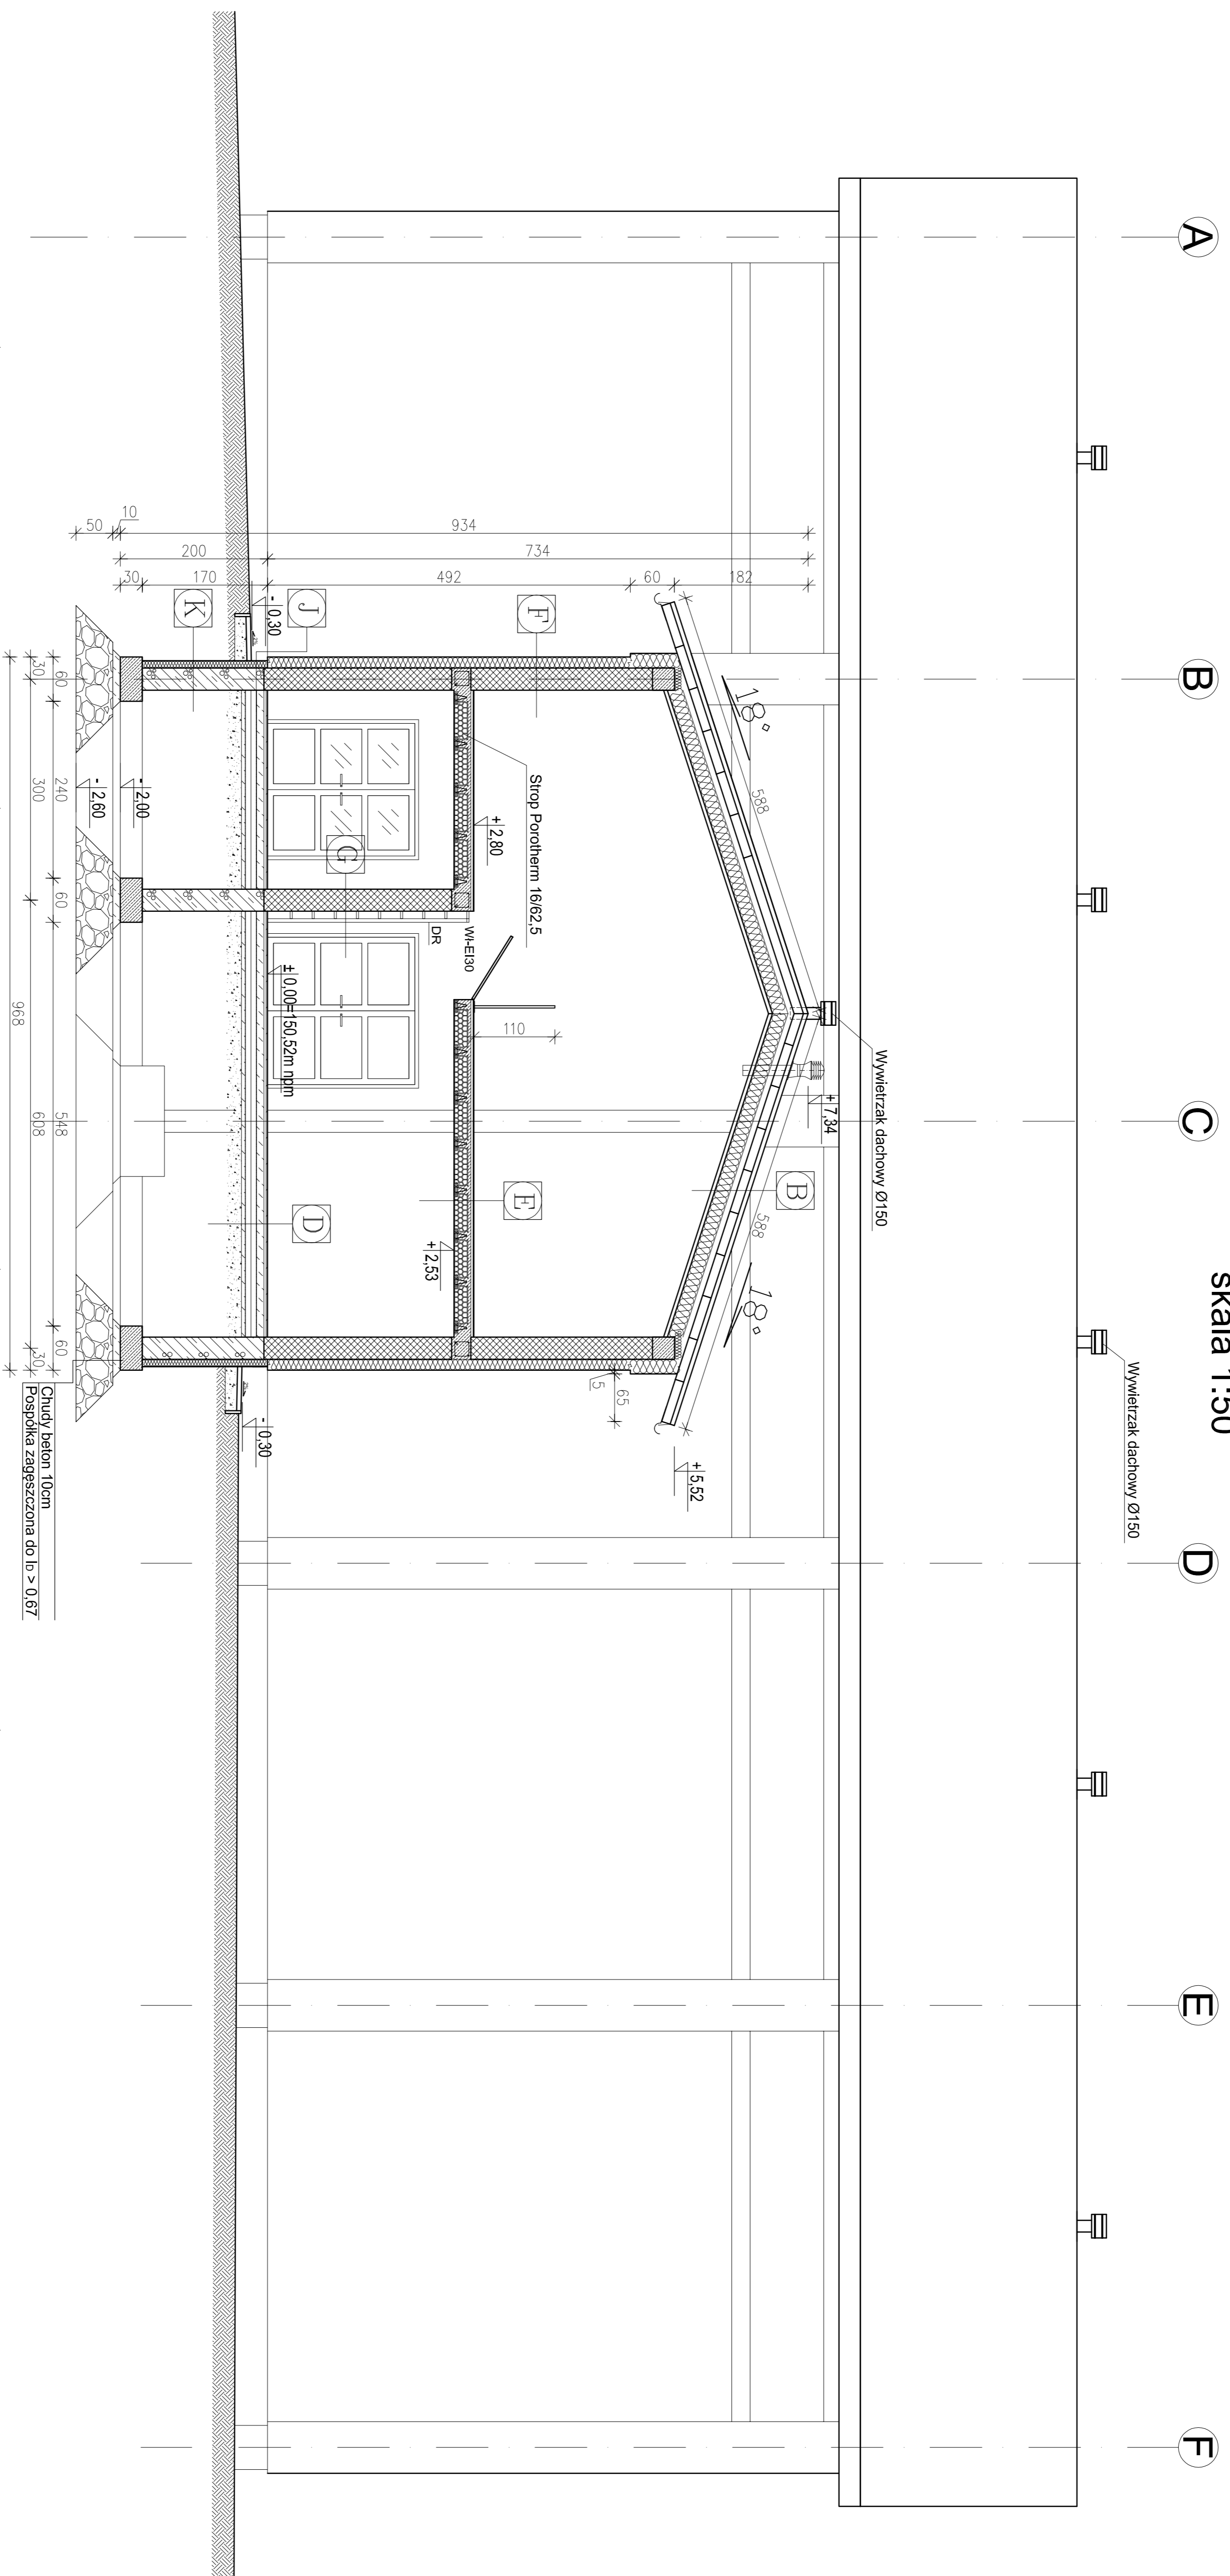 skala 1:50
A
B
C
D
E
F
Wywietrzak dachowy Ø150
Wywietrzak dachowy Ø150
+ 7,34
18°
18°
588
588
B
+ 5,52
65
5
110
F
Strop Porotherm 16/62,5
+ 2,80
E
+ 2,53
WŁ-EI30
DR
G
± 0,00=150,52m npm
D
J
- 0,30
- 0,30
K
934
734
200
10
50
182
60
492
170
30
- 2,00
- 2,60
60
240
60
548
60
30
300
608
30
968
Chudy beton 10cm
Pospółka zagęszczona do ID > 0,67